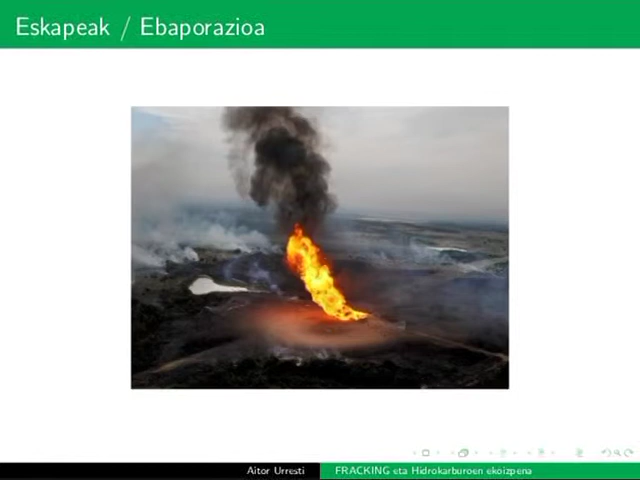 Eskapeak / Ebaporazioa
Aitor Urresti
FRACKING eta Hidrokarburoen ekoizpena